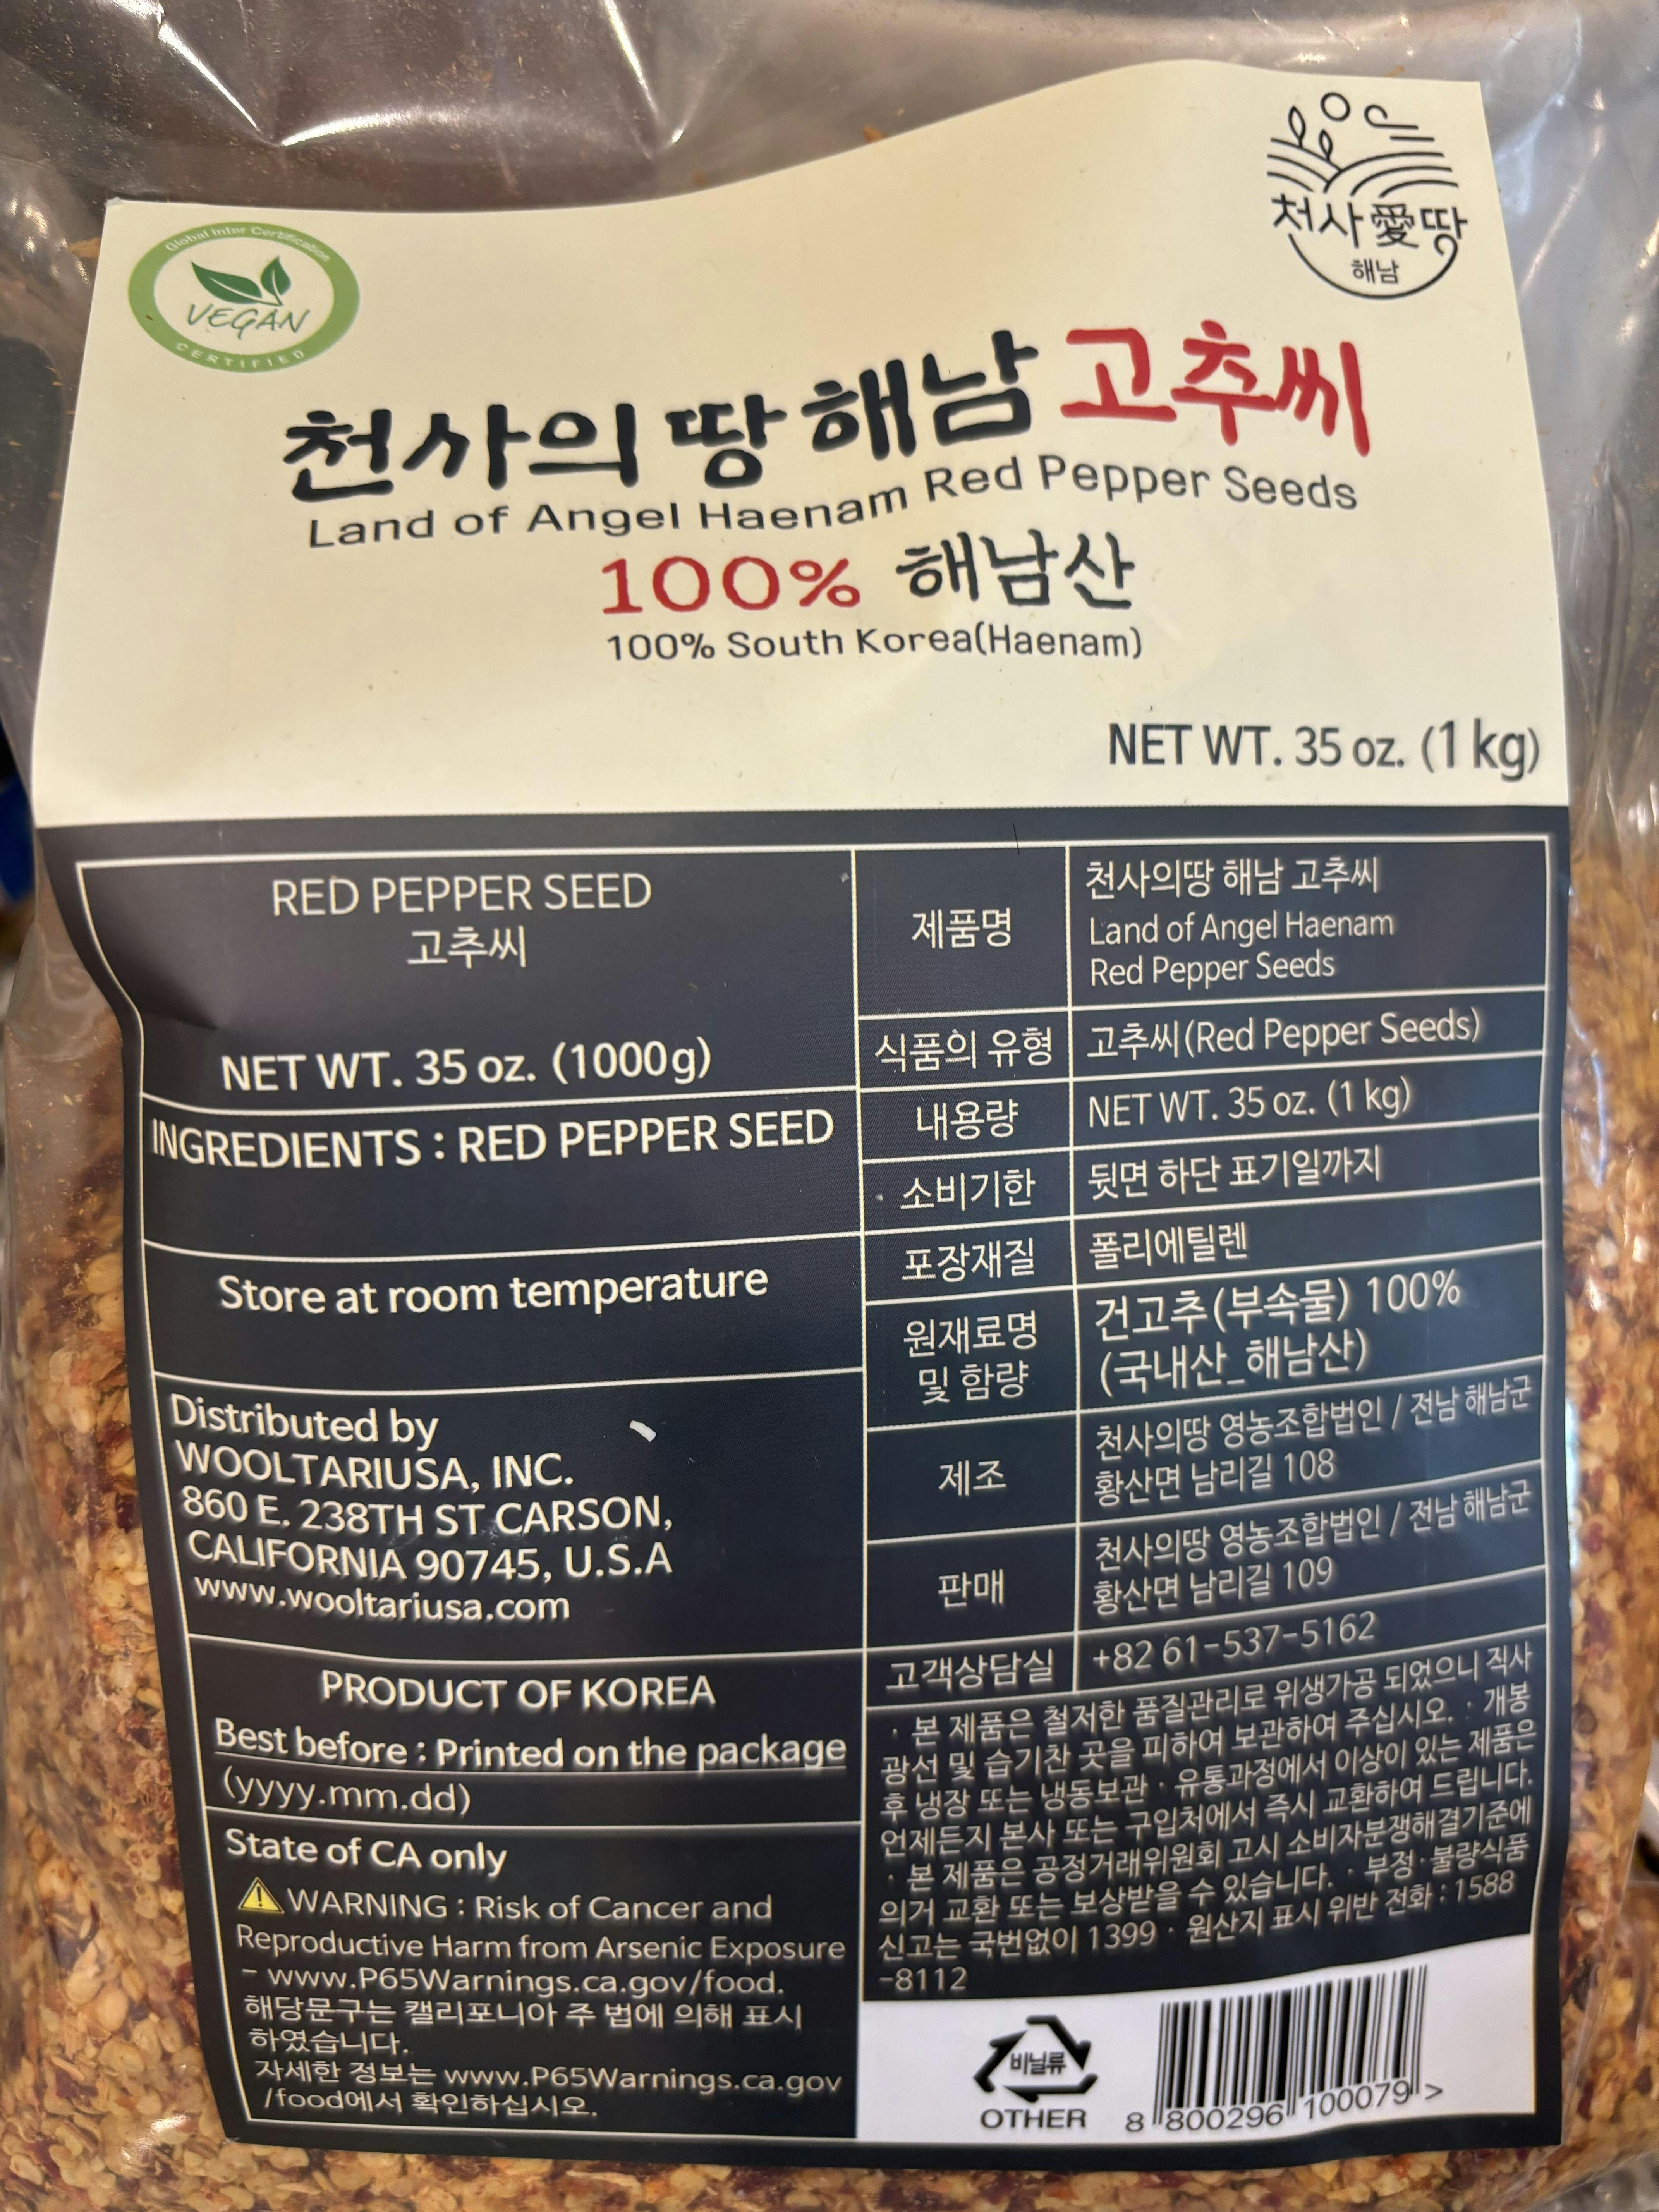 Global Inter Certification
VEGAN
CERTIFIED
천사愛땅
해남
천사의 땅 해남 고추씨
Land of Angel Haenam Red Pepper Seeds
100% 해남산
100% South Korea(Haenam)
NET WT. 35 oz. (1 kg)
RED PEPPER SEED
고추씨
NET WT. 35 oz. (1000g)
INGREDIENTS : RED PEPPER SEED
Store at room temperature
Distributed by
WOOLTARIUSA, INC.
860 E. 238TH ST CARSON,
CALIFORNIA 90745, U.S.A
www.wooltariusa.com
PRODUCT OF KOREA
Best before : Printed on the package
(yyyy.mm.dd)
State of CA only
WARNING : Risk of Cancer and
Reproductive Harm from Arsenic Exposure
- www.P65Warnings.ca.gov/food.
해당문구는 캘리포니아 주 법에 의해 표시
하였습니다.
자세한 정보는 www.P65Warnings.ca.gov
/food에서 확인하십시오.
제품명
천사의땅 해남 고추씨
Land of Angel Haenam
Red Pepper Seeds
식품의 유형 고추씨(Red Pepper Seeds)
내용량 NET WT. 35 oz. (1 kg)
소비기한 뒷면 하단 표기일까지
포장재질 폴리에틸렌
원재료명
및 함량
건고추(부속물) 100%
(국내산_해남산)
제조
천사의땅 영농조합법인 / 전남 해남군
황산면 남리길 108
판매
천사의땅 영농조합법인 / 전남 해남군
황산면 남리길 109
고객상담실 +82 61-537-5162
· 본 제품은 철저한 품질관리로 위생가공 되었으니 직사
광선 및 습기찬 곳을 피하여 보관하여 주십시오. · 개봉
후 냉장 또는 냉동보관 · 유통과정에서 이상이 있는 제품은
언제든지 본사 또는 구입처에서 즉시 교환하여 드립니다.
· 본 제품은 공정거래위원회 고시 소비자분쟁해결기준에
의거 교환 또는 보상받을 수 있습니다. · 부정·불량식품
신고는 국번없이 1399 · 원산지 표시 위반 전화 : 1588
-8112
비닐류
OTHER
8 800296 100079 >